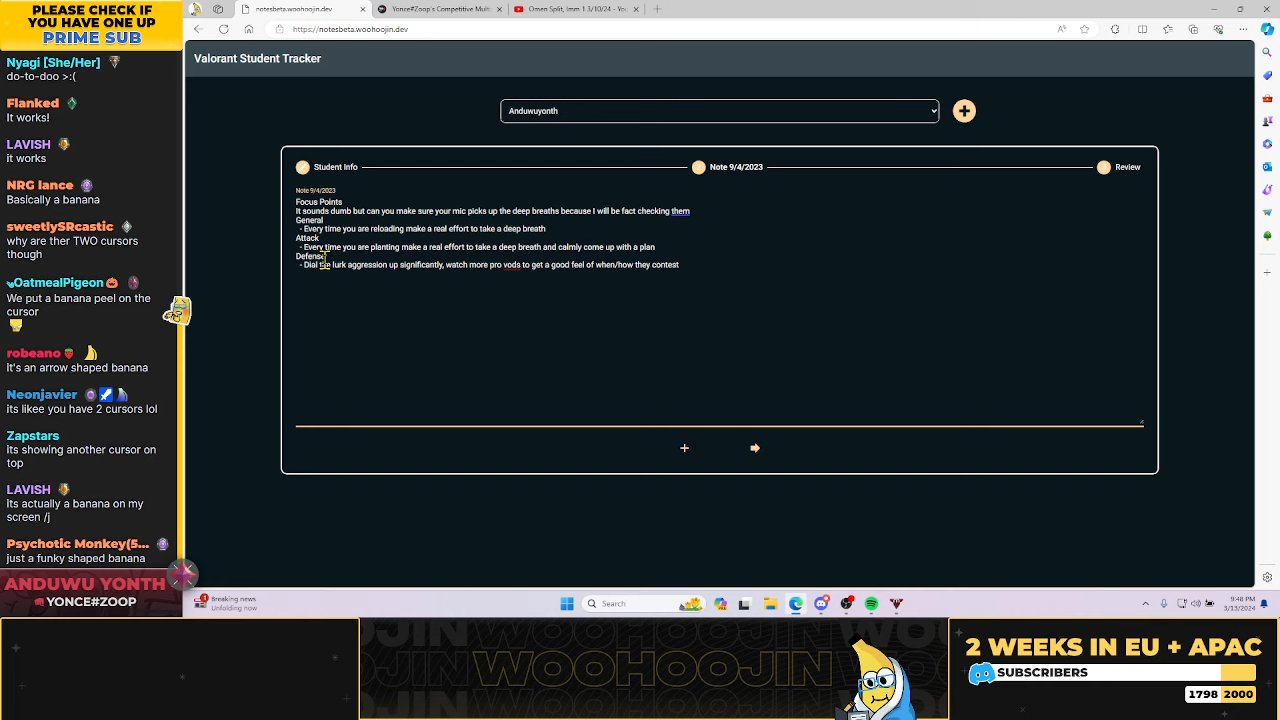 PLEASE CHECK IF
YOU HAVE ONE UP
PRIME SUB
Nyagi [She/Her]
do-to-doo >:(
Flanked
It works!
LAVISH
it works
NRG lance
Basically a banana
sweetlySRcastic
why are ther TWO cursors
though
OatmealPigeon
We put a banana peel on the
cursor
robeano
It's an arrow shaped banana
Neonjavier
its likee you have 2 cursors lol
Zapstars
its showing another cursor on
top
LAVISH
its actually a banana on my
screen /j
Psychotic Monkey(5...
just a funky shaped banana
ANDUWU YONTH
YONCE#ZOOP
notesbeta.woohoojin.dev
Yonce#Zoop's Competitive Mult
Omen Split, Imm 1.3/10/24 - You
https://notesbeta.woohoojin.dev
Valorant Student Tracker
Anduwuyonth
Student Info
Note 9/4/2023
Review
Note 9/4/2023
Focus Points
It sounds dumb but can you make sure your mic picks up the deep breaths because I will be fact checking them
General
- Every time you are reloading make a real effort to take a deep breath
Attack
- Every time you are planting make a real effort to take a deep breath and calmly come up with a plan
Defense
- Dial the lurk aggression up significantly, watch more pro vods to get a good feel of when/how they contest
Breaking news
Unfolding now
Search
9:48 PM
3/13/2024
OJIN WOOHOOJIN WOO
JIN WOOHOOJIN WO
2 WEEKS IN EU + APAC
SUBSCRIBERS
1798 2000